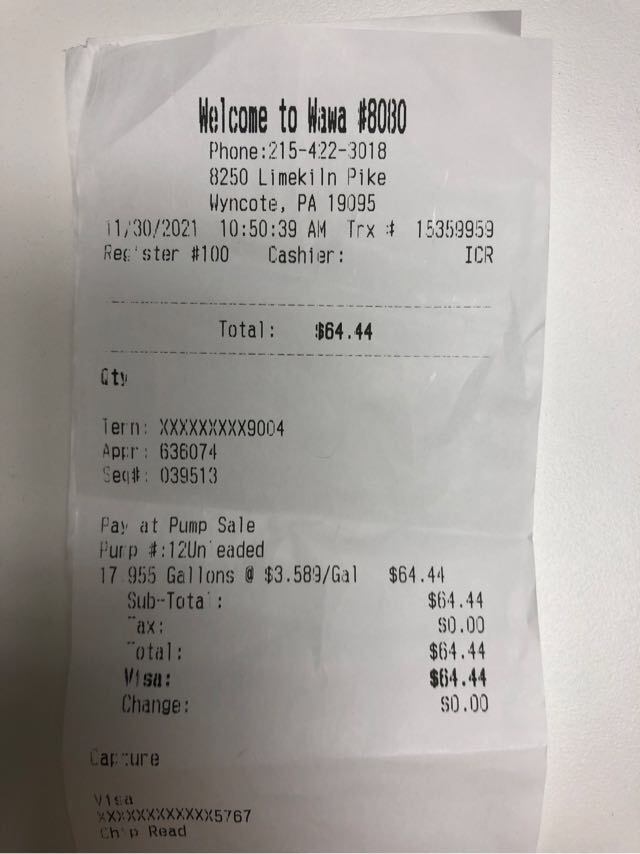 Welcome to Wawa #8080
Phone:215-422-3018
8250 Limekiln Pike
Wyncote, PA 19095
11/30/2021 10:50:39 AM Trx # 15359959
Register #100 Cashier: ICR
Total: $64.44
Qty
Term: XXXXXXXXX9004
Appr: 636074
Seq#: 039513
Pay at Pump Sale
Pump #:12Unleaded
17.955 Gallons @ $3.589/Gal $64.44
Sub-Total: $64.44
Tax: $0.00
Total: $64.44
Visa: $64.44
Change: $0.00
Capture
Visa
XXXXXXXXXXXX5767
Chip Read